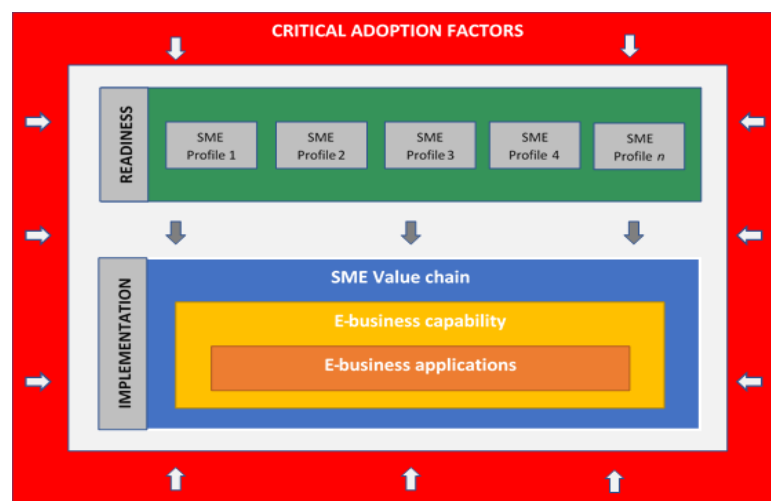 CRITICAL ADOPTION FACTORS
READINESS
SME
Profile 1
SME
Profile 2
SME
Profile 3
SME
Profile 4
SME
Profile n
IMPLEMENTATION
SME Value chain
E-business capability
E-business applications